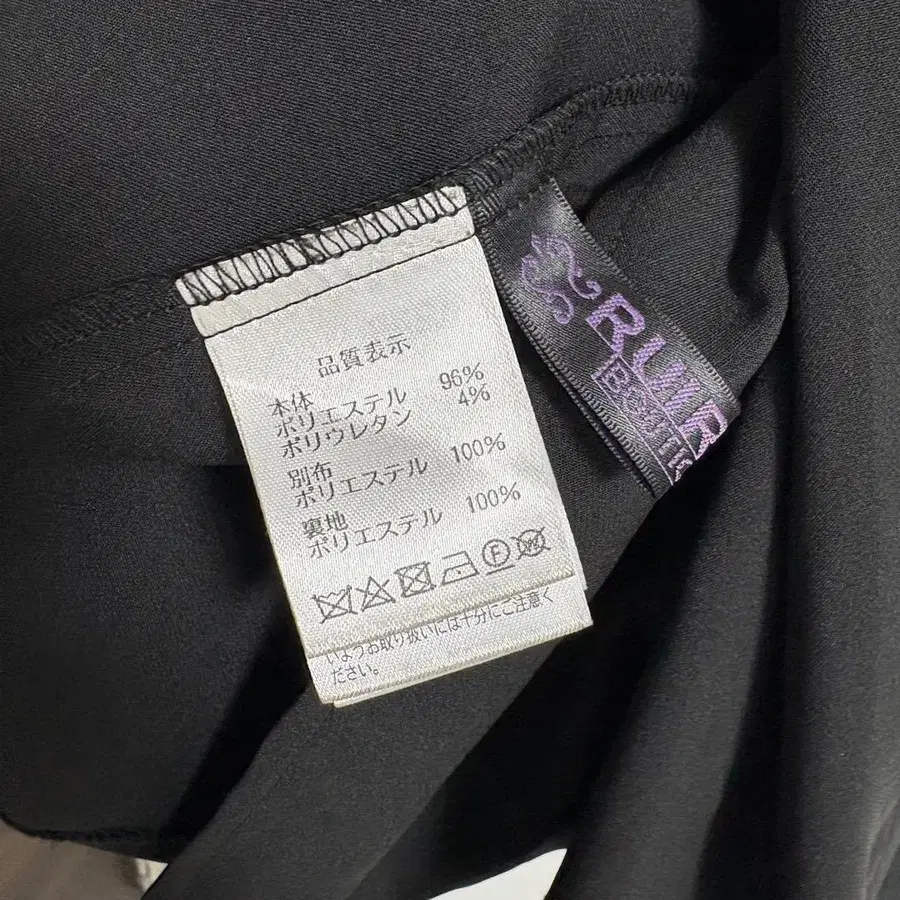 品質表示
本体
ポリエステル 96%
ポリウレタン 4%
別布
ポリエステル 100%
裏地
ポリエステル 100%
F W
いようお取り扱いには十分にご注意く
ださい。